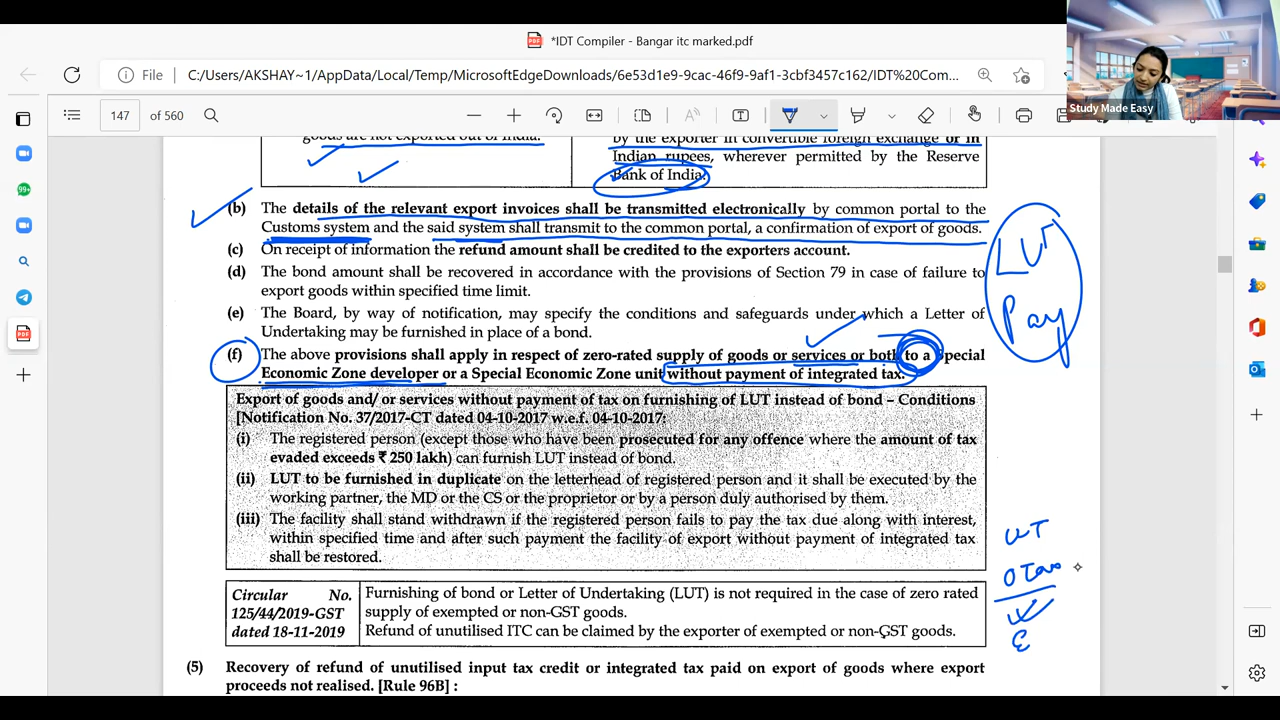 *IDT Compiler - Bangar itc marked.pdf
File C:/Users/AKSHAY~1/AppData/Local/Temp/MicrosoftEdgeDownloads/6e53d1e9-9cac-46f9-9af1-3cbf3457c162/IDT%20Com...
Study Made Easy
147 of 560
goods are not exported out of India.
by the exporter in convertible foreign exchange or in
Indian rupees, wherever permitted by the Reserve
Bank of India.
(b) The details of the relevant export invoices shall be transmitted electronically by common portal to the
Customs system and the said system shall transmit to the common portal, a confirmation of export of goods.
(c) On receipt of information the refund amount shall be credited to the exporters account.
(d) The bond amount shall be recovered in accordance with the provisions of Section 79 in case of failure to
export goods within specified time limit.
(e) The Board, by way of notification, may specify the conditions and safeguards under which a Letter of
Undertaking may be furnished in place of a bond.
(f) The above provisions shall apply in respect of zero-rated supply of goods or services or both to a Special
Economic Zone developer or a Special Economic Zone unit without payment of integrated tax.
LUT
Pay
Export of goods and/ or services without payment of tax on furnishing of LUT instead of bond – Conditions
[Notification No. 37/2017-CT dated 04-10-2017 w.e.f. 04-10-2017:
(i) The registered person (except those who have been prosecuted for any offence where the amount of tax
evaded exceeds ₹ 250 lakh) can furnish LUT instead of bond.
(ii) LUT to be furnished in duplicate on the letterhead of registered person and it shall be executed by the
working partner, the MD or the CS or the proprietor or by a person duly authorised by them.
(iii) The facility shall stand withdrawn if the registered person fails to pay the tax due along with interest,
within specified time and after such payment the facility of export without payment of integrated tax
shall be restored.
Circular No.
125/44/2019-GST
dated 18-11-2019
Furnishing of bond or Letter of Undertaking (LUT) is not required in the case of zero rated
supply of exempted or non-GST goods.
Refund of unutilised ITC can be claimed by the exporter of exempted or non-GST goods.
(5) Recovery of refund of unutilised input tax credit or integrated tax paid on export of goods where export
proceeds not realised. [Rule 96B] :
99+